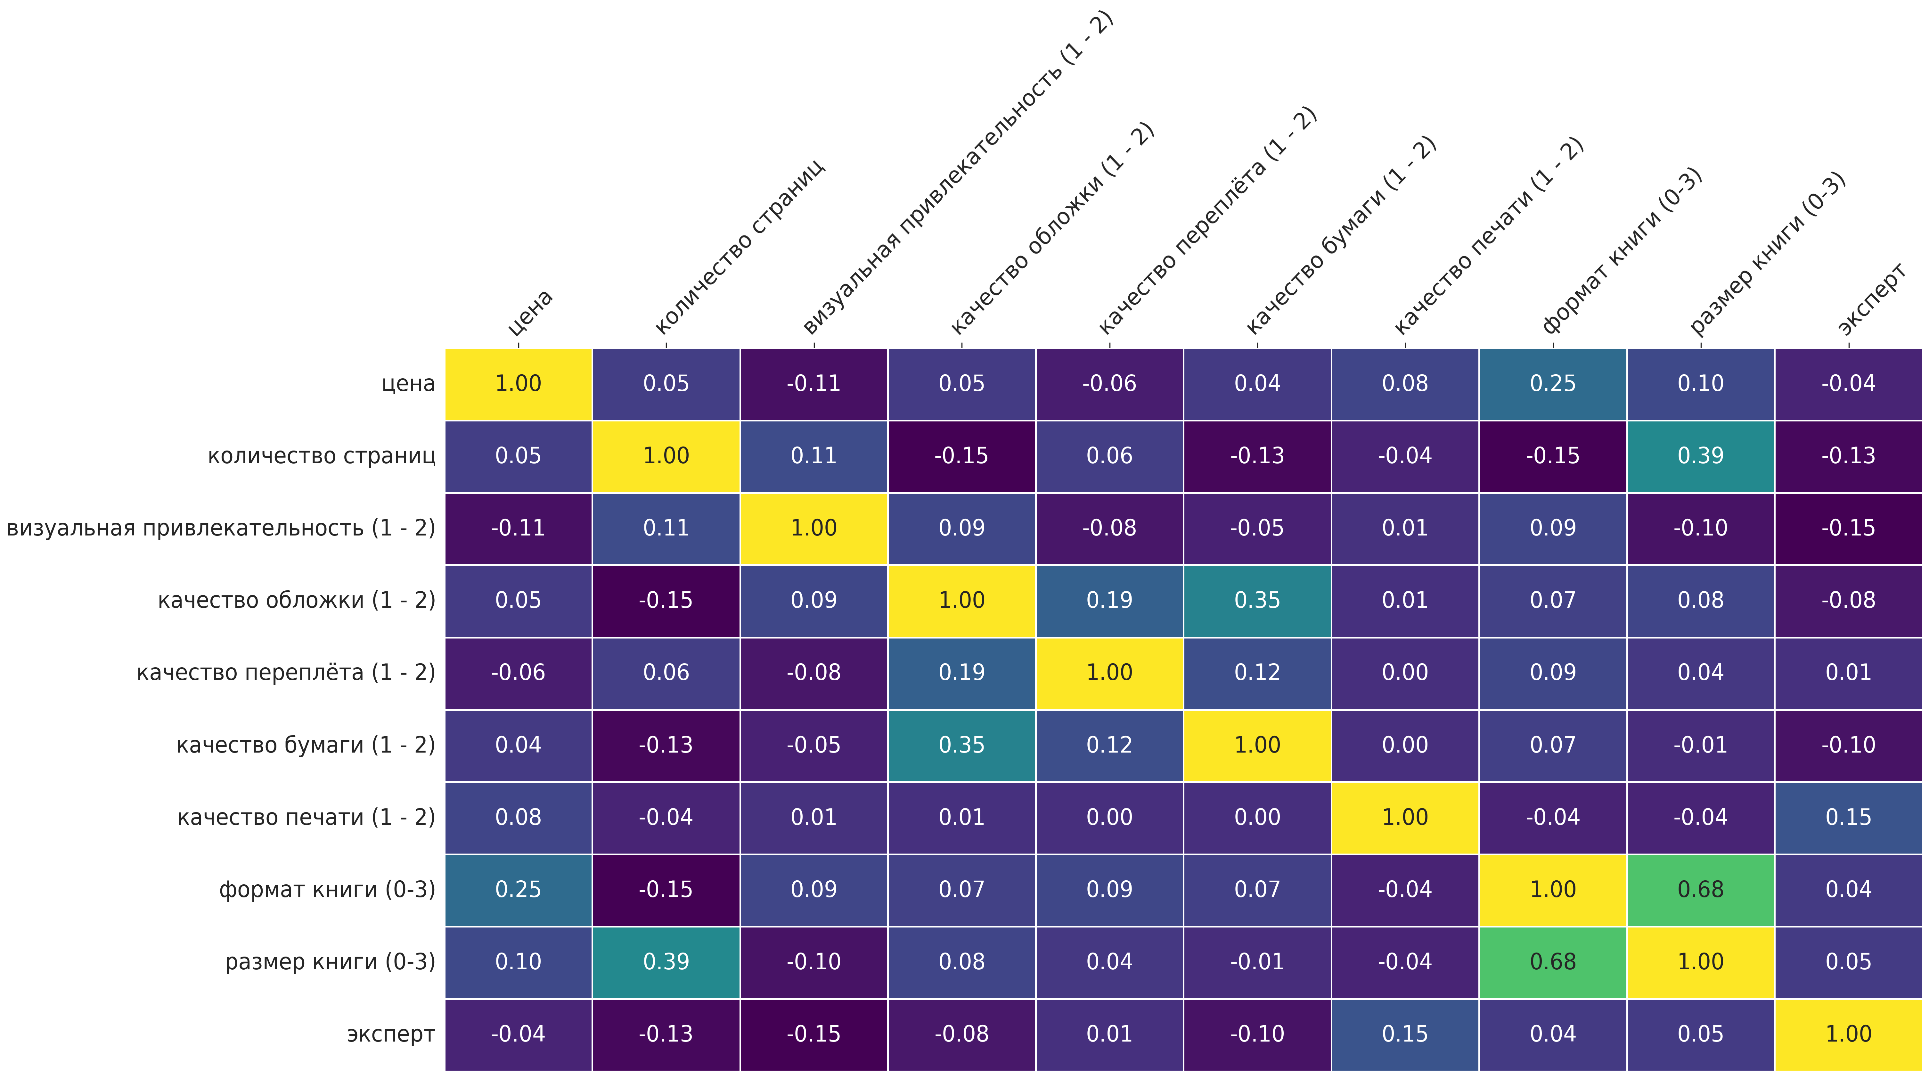 цена
количество страниц
визуальная привлекательность (1 - 2)
качество обложки (1 - 2)
качество переплёта (1 - 2)
качество бумаги (1 - 2)
качество печати (1 - 2)
формат книги (0-3)
размер книги (0-3)
эксперт
цена 1.00 0.05 -0.11 0.05 -0.06 0.04 0.08 0.25 0.10 -0.04
количество страниц 0.05 1.00 0.11 -0.15 0.06 -0.13 -0.04 -0.15 0.39 -0.13
визуальная привлекательность (1 - 2) -0.11 0.11 1.00 0.09 -0.08 -0.05 0.01 0.09 -0.10 -0.15
качество обложки (1 - 2) 0.05 -0.15 0.09 1.00 0.19 0.35 0.01 0.07 0.08 -0.08
качество переплёта (1 - 2) -0.06 0.06 -0.08 0.19 1.00 0.12 0.00 0.09 0.04 0.01
качество бумаги (1 - 2) 0.04 -0.13 -0.05 0.35 0.12 1.00 0.00 0.07 -0.01 -0.10
качество печати (1 - 2) 0.08 -0.04 0.01 0.01 0.00 0.00 1.00 -0.04 -0.04 0.15
формат книги (0-3) 0.25 -0.15 0.09 0.07 0.09 0.07 -0.04 1.00 0.68 0.04
размер книги (0-3) 0.10 0.39 -0.10 0.08 0.04 -0.01 -0.04 0.68 1.00 0.05
эксперт -0.04 -0.13 -0.15 -0.08 0.01 -0.10 0.15 0.04 0.05 1.00